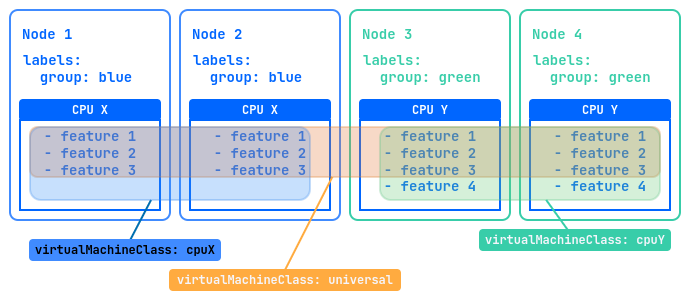 Node 1
labels:
group: blue
CPU X
- feature 1
- feature 2
- feature 3
Node 2
labels:
group: blue
CPU X
- feature 1
- feature 2
- feature 3
Node 3
labels:
group: green
CPU Y
- feature 1
- feature 2
- feature 3
- feature 4
Node 4
labels:
group: green
CPU Y
- feature 1
- feature 2
- feature 3
- feature 4
virtualMachineClass: cpuX
virtualMachineClass: universal
virtualMachineClass: cpuY